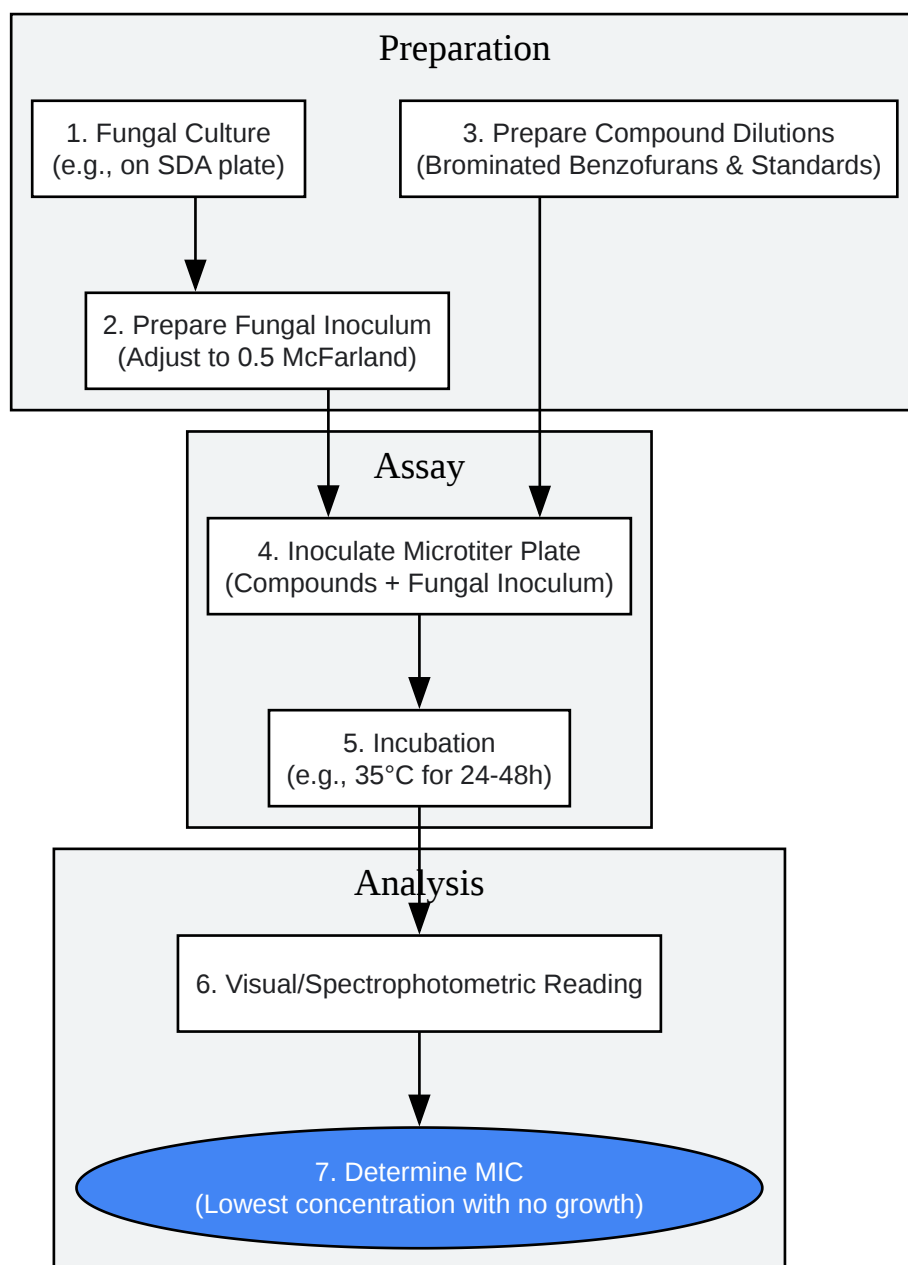 Preparation
1. Fungal Culture
(e.g., on SDA plate)
3. Prepare Compound Dilutions
(Brominated Benzofurans & Standards)
2. Prepare Fungal Inoculum
(Adjust to 0.5 McFarland)
Assay
4. Inoculate Microtiter Plate
(Compounds + Fungal Inoculum)
5. Incubation
(e.g., 35°C for 24-48h)
Analysis
6. Visual/Spectrophotometric Reading
7. Determine MIC
(Lowest concentration with no growth)